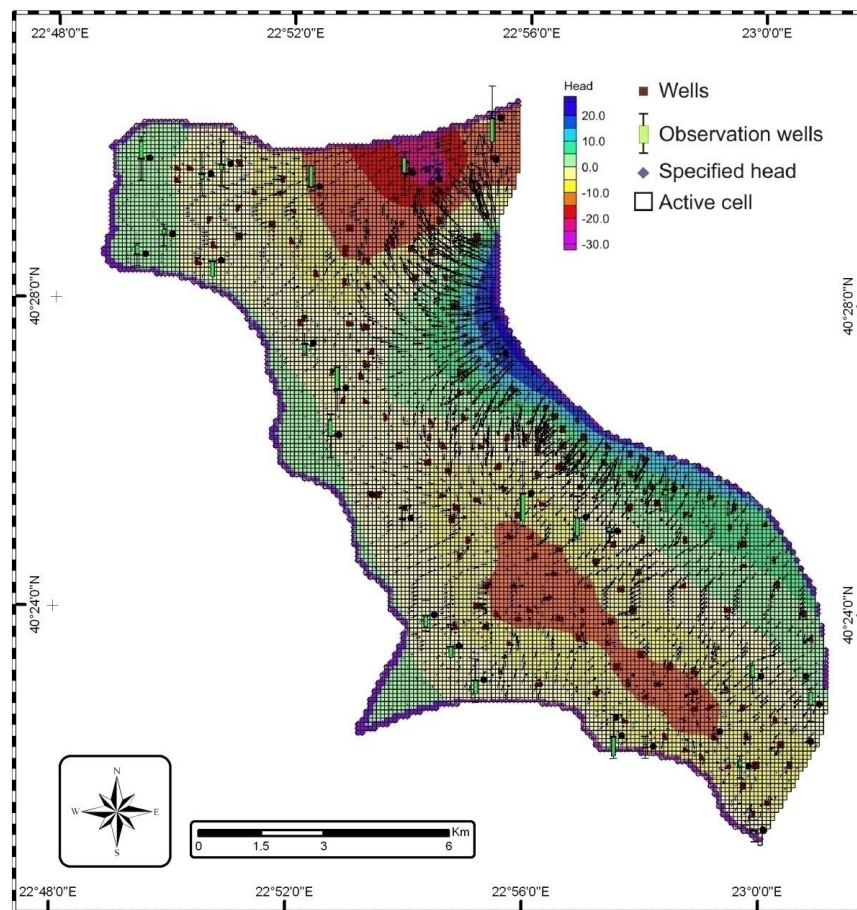 22°48'0"E 22°52'0"E 22°56'0"E 23°0'0"E
Head
20.0
10.0
0.0
-10.0
-20.0
-30.0
Wells
Observation wells
Specified head
Active cell
40°28'0"N
40°28'0"N
40°24'0"N
40°24'0"N
N
W E
S
Km
0 1.5 3 6
22°48'0"E 22°52'0"E 22°56'0"E 23°0'0"E